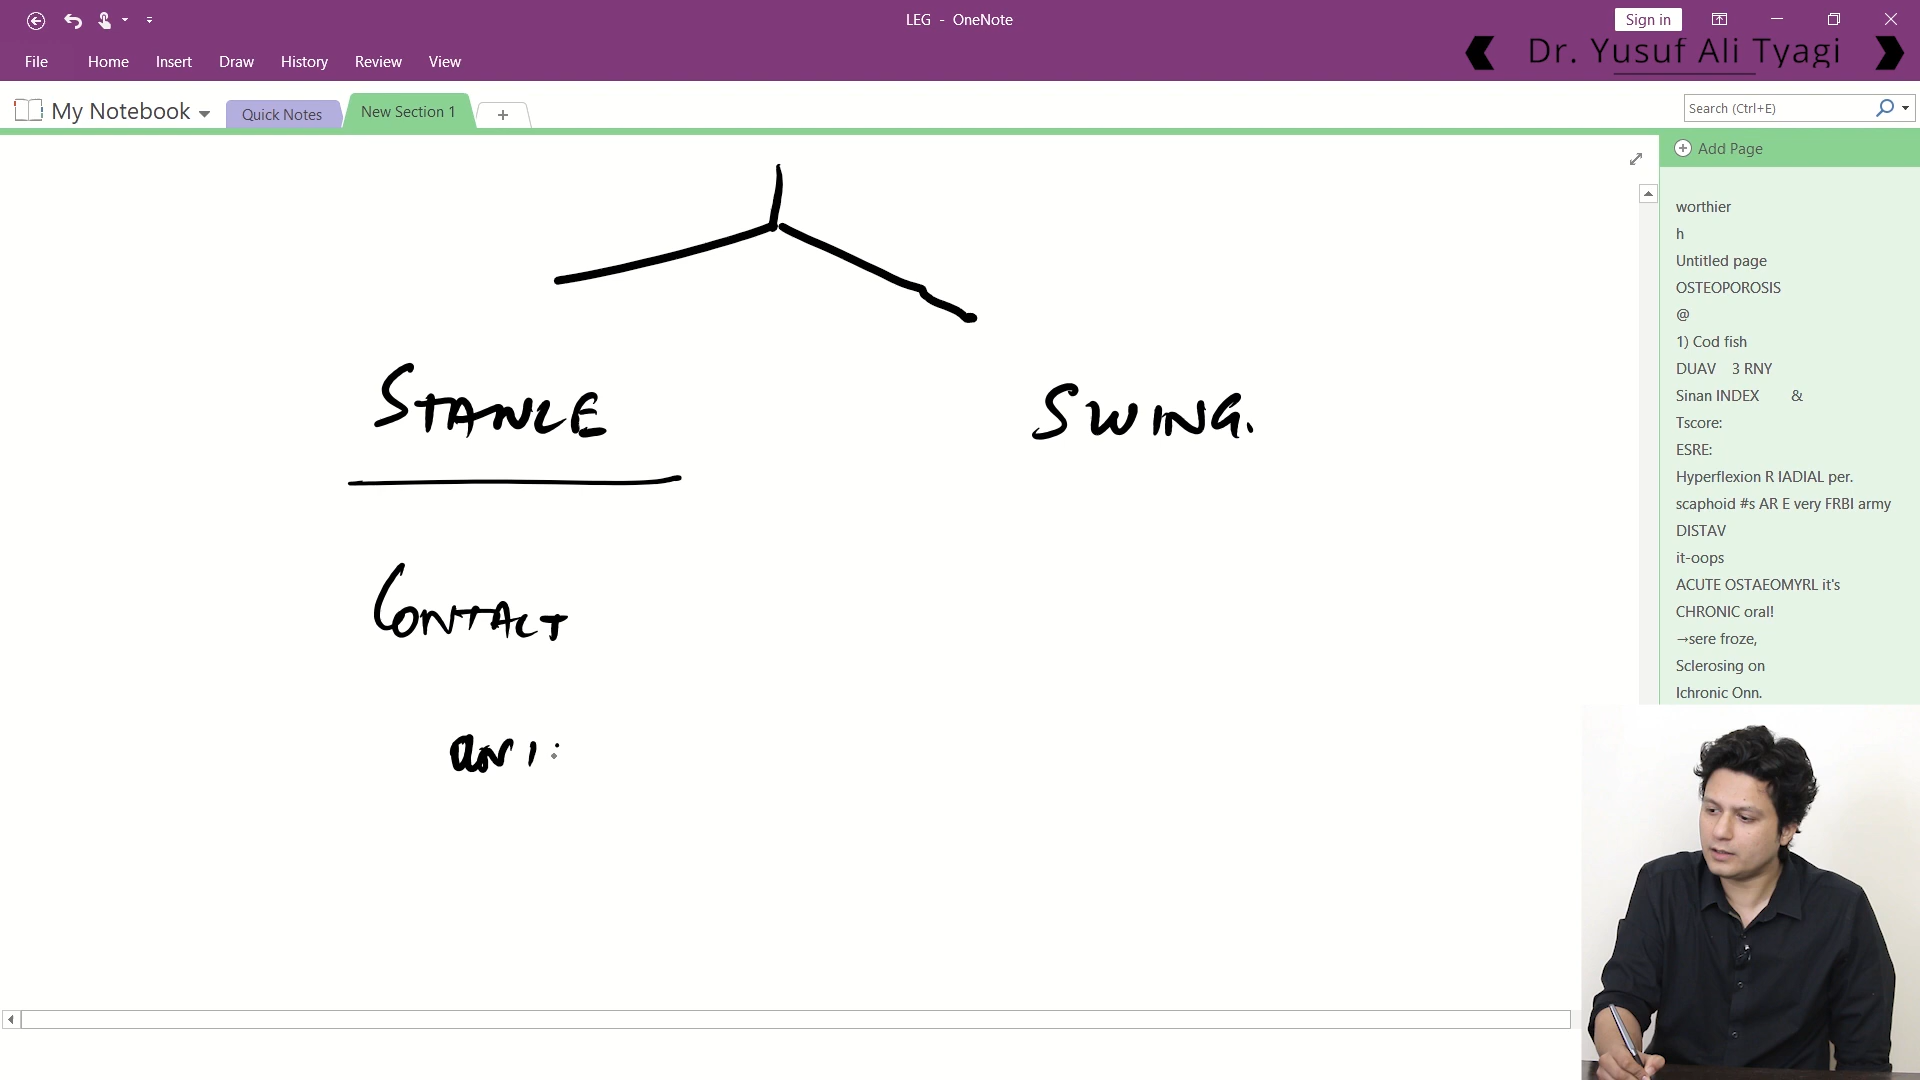 LEG - OneNote
Sign in
File Home Insert Draw History Review View
Dr. Yusuf Ali Tyagi
My Notebook
Quick Notes
New Section 1
Search (Ctrl+E)
Add Page
STANCE
SWING.
CONTACT
worthier
h
Untitled page
OSTEOPOROSIS
@
1) Cod fish
DUAV 3 RNY
Sinan INDEX &
Tscore:
ESRE:
Hyperflexion R IADIAL per.
scaphoid #s AR E very FRBI army
DISTAV
it-oops
ACUTE OSTAEOMYRL it's
CHRONIC oral!
→sere froze,
Sclerosing on
Ichronic Onn.